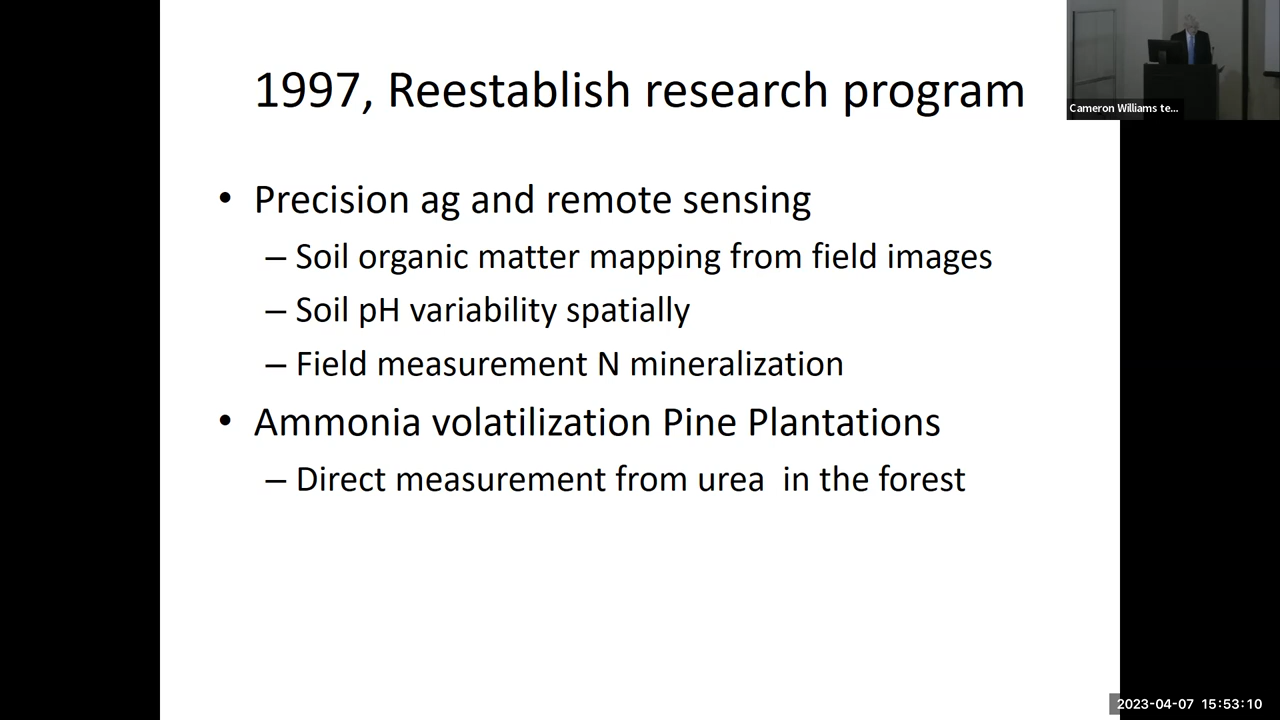 1997, Reestablish research program
Cameron Williams te...
• Precision ag and remote sensing
– Soil organic matter mapping from field images
– Soil pH variability spatially
– Field measurement N mineralization
• Ammonia volatilization Pine Plantations
– Direct measurement from urea  in the forest
2023-04-07 15:53:10